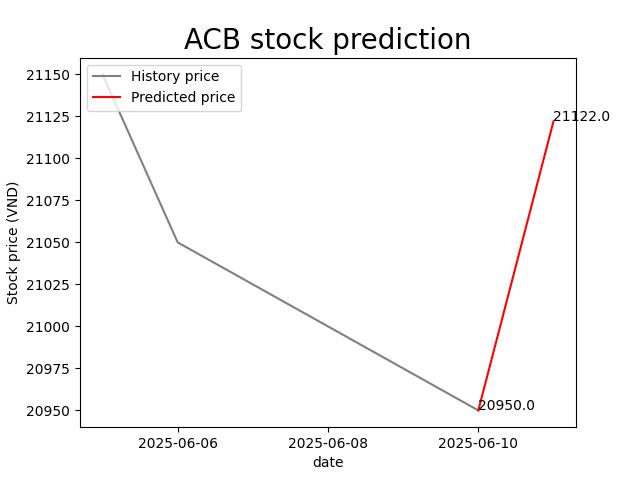 ACB stock prediction
History price
Predicted price
21150
21125
21100
21075
21050
21025
21000
20975
20950
Stock price (VND)
21122.0
20950.0
2025-06-06
2025-06-08
2025-06-10
date